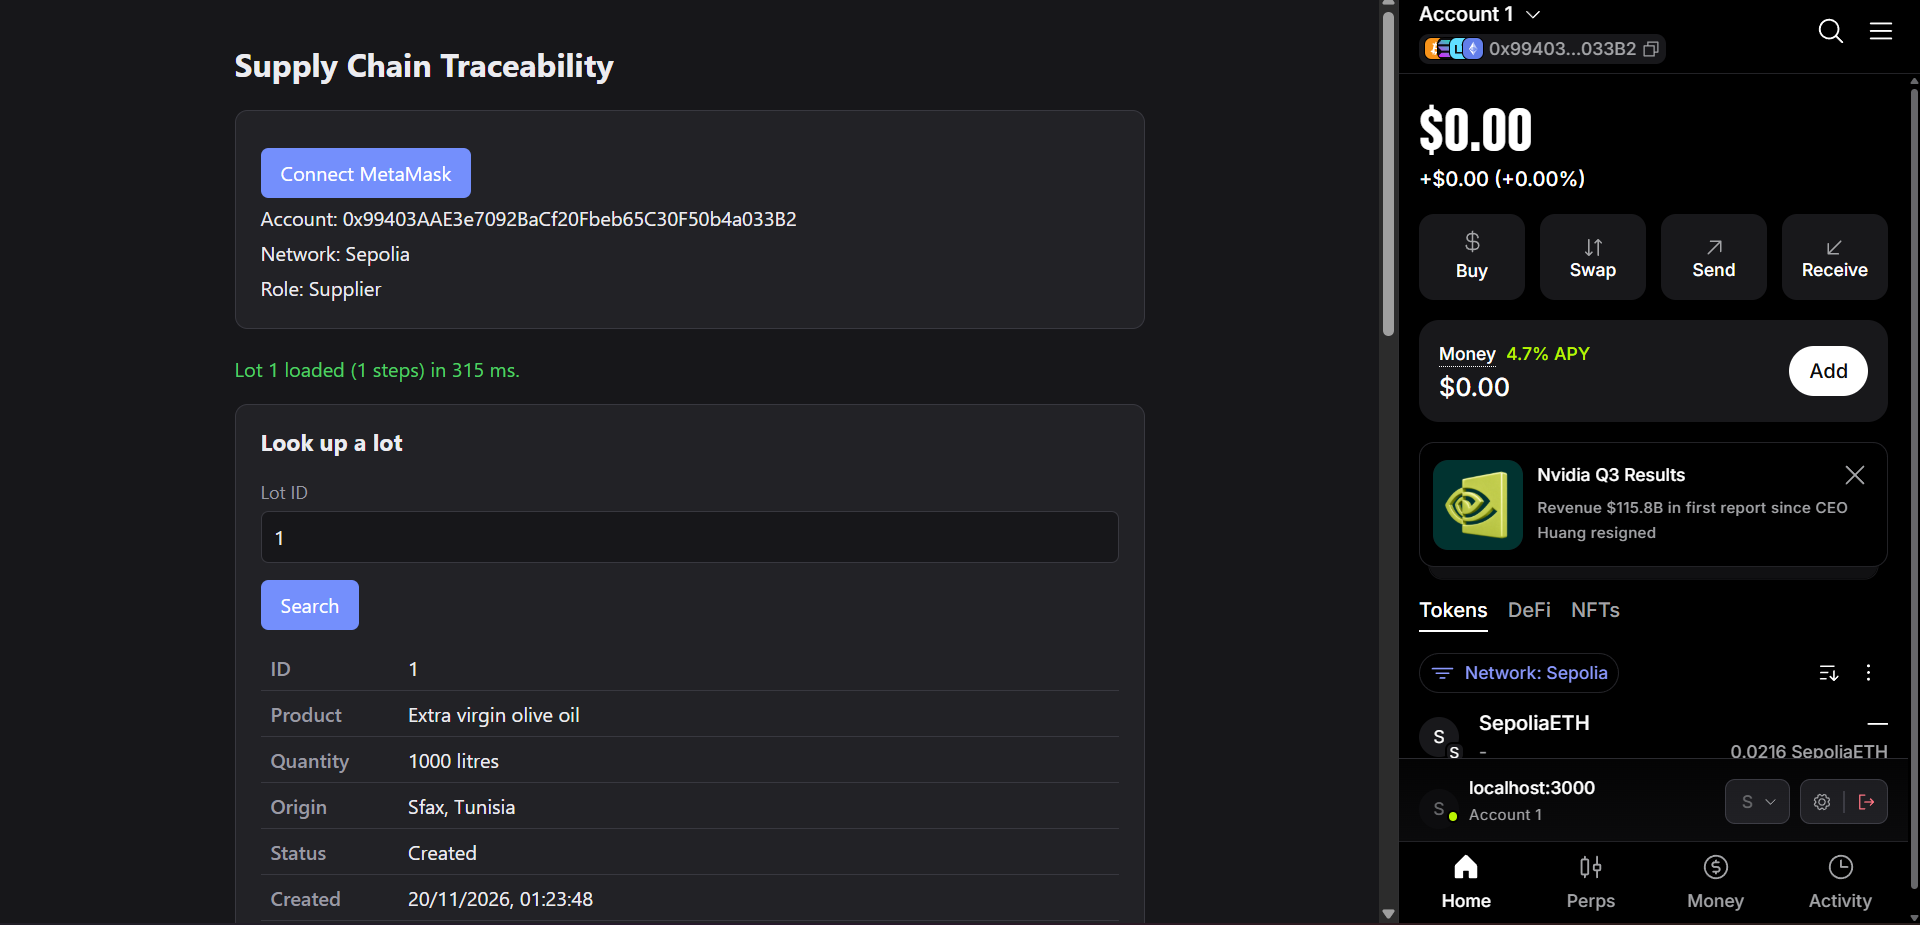 Supply Chain Traceability
Connect MetaMask
Account: 0x99403AAE3e7092BaCf20Fbeb65C30F50b4a033B2
Network: Sepolia
Role: Supplier
Lot 1 loaded (1 steps) in 315 ms.
Look up a lot
Lot ID
1
Search
ID 1
Product Extra virgin olive oil
Quantity 1000 litres
Origin Sfax, Tunisia
Status Created
Created 20/11/2026, 01:23:48
Account 1
0x99403...033B2
$0.00
+$0.00 (+0.00%)
Buy Swap Send Receive
Money 4.7% APY
$0.00
Add
Nvidia Q3 Results
Revenue $115.8B in first report since CEO
Huang resigned
Tokens DeFi NFTs
Network: Sepolia
S S
SepoliaETH —
- 0.0216 SepoliaETH
S
localhost:3000
Account 1
S
Home Perps Money Activity